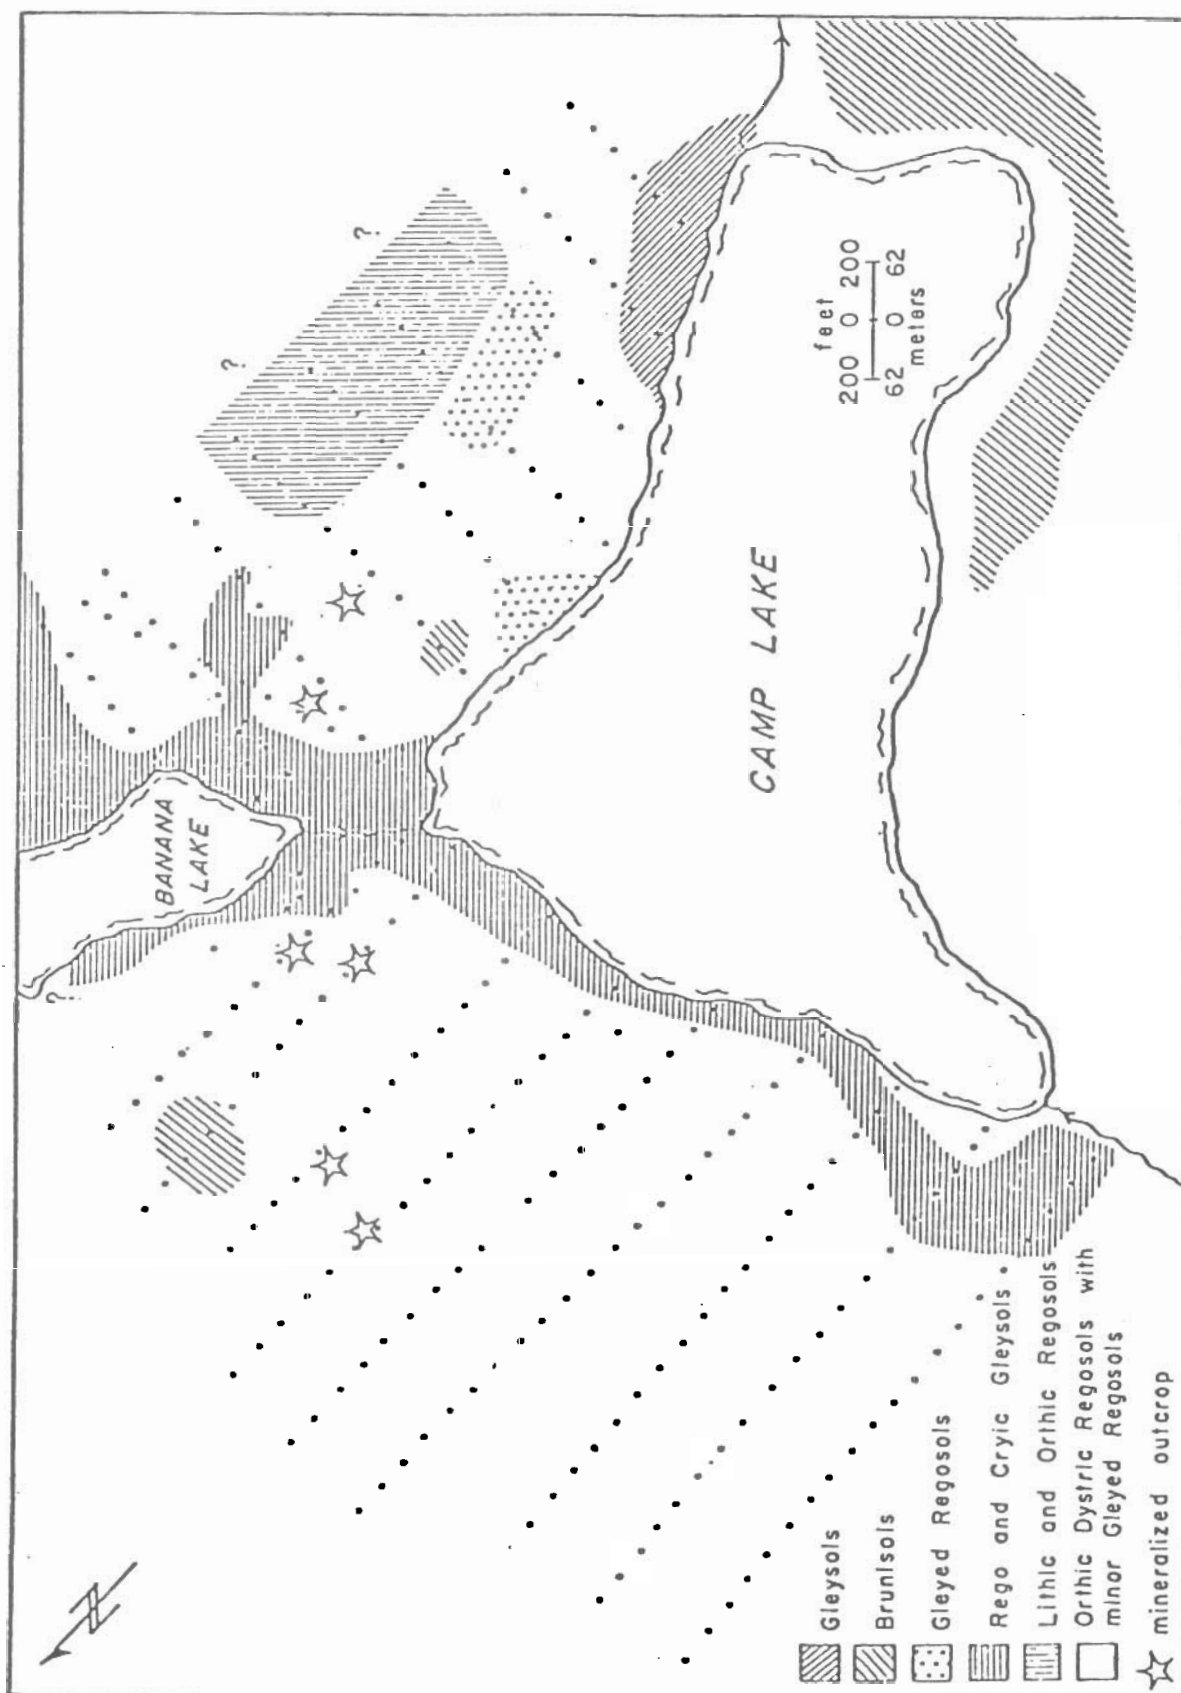 BANANA
LAKE
CAMP LAKE
feet
200 0 200
62 0 62
meters
?
?
?
N
Gleysols
Brunisols
Gleyed Regosols
Rego and Cryic Gleysols
Lithic and Orthic Regosols
Orthic Dystric Regosols with
minor Gleyed Regosols
mineralized outcrop